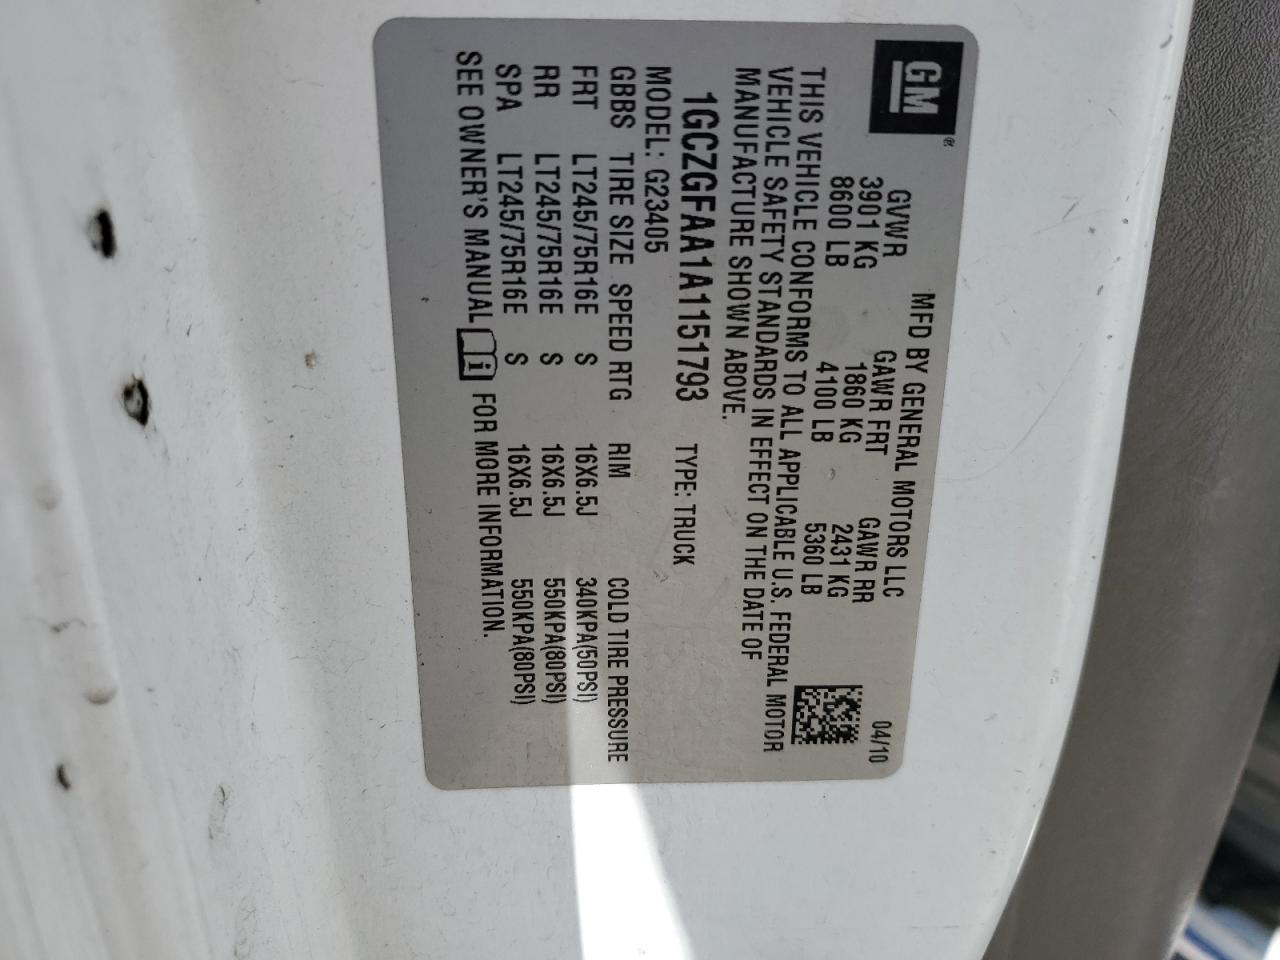 GM®
MFD BY GENERAL MOTORS LLC 04/10
GVWR GAWR FRT GAWR RR
3901 KG 1860 KG 2431 KG
8600 LB 4100 LB 5360 LB
THIS VEHICLE CONFORMS TO ALL APPLICABLE U.S. FEDERAL MOTOR
VEHICLE SAFETY STANDARDS IN EFFECT ON THE DATE OF
MANUFACTURE SHOWN ABOVE.
1GCZGFAA1A1151793 TYPE: TRUCK
MODEL: G23405
GBBS TIRE SIZE SPEED RTG RIM COLD TIRE PRESSURE
FRT LT245/75R16E S 16X6.5J 340KPA(50PSI)
RR LT245/75R16E S 16X6.5J 550KPA(80PSI)
SPA LT245/75R16E S 16X6.5J 550KPA(80PSI)
SEE OWNER'S MANUAL i FOR MORE INFORMATION.